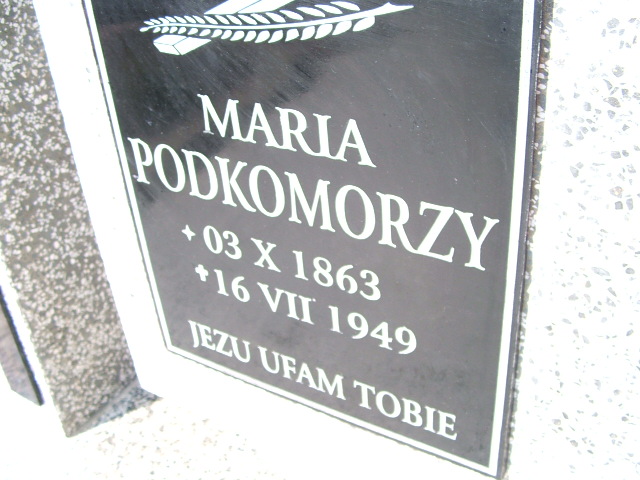 MARIA
PODKOMORZY
03 X 1863
16 VII 1949
JEZU UFAM TOBIE